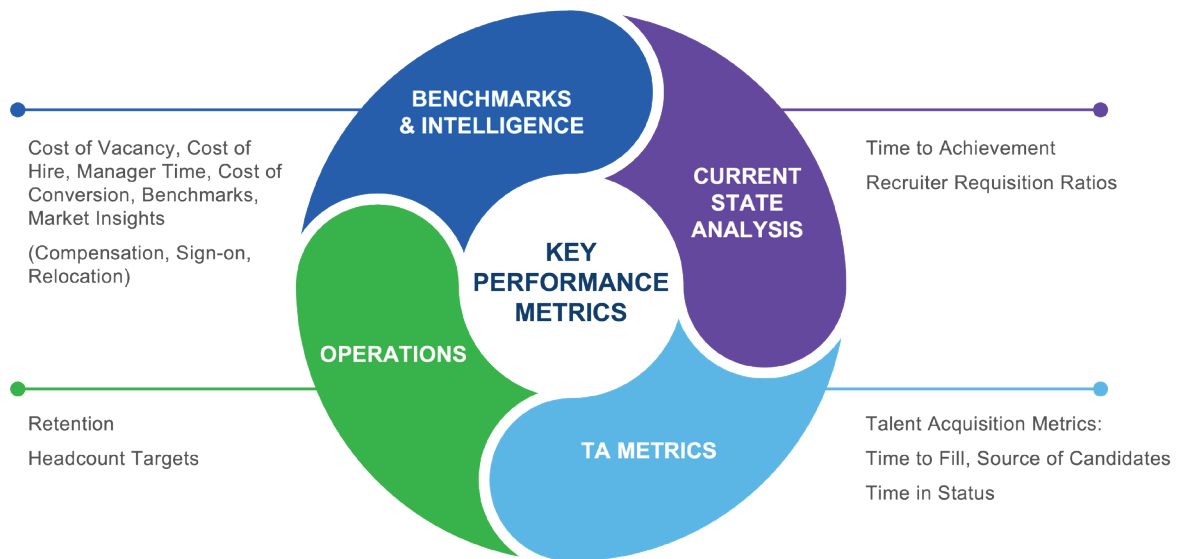 BENCHMARKS
& INTELLIGENCE
Cost of Vacancy, Cost of
Hire, Manager Time, Cost of
Conversion, Benchmarks,
Market Insights
(Compensation, Sign-on,
Relocation)
CURRENT
STATE
ANALYSIS
Time to Achievement
Recruiter Requisition Ratios
KEY
PERFORMANCE
METRICS
OPERATIONS
Retention
Headcount Targets
TA METRICS
Talent Acquisition Metrics:
Time to Fill, Source of Candidates
Time in Status